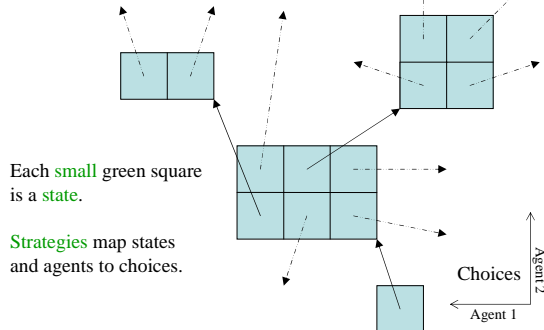 Each small green square
is a state.
Strategies map states
and agents to choices.
Choices
Agent 1
Agent 2